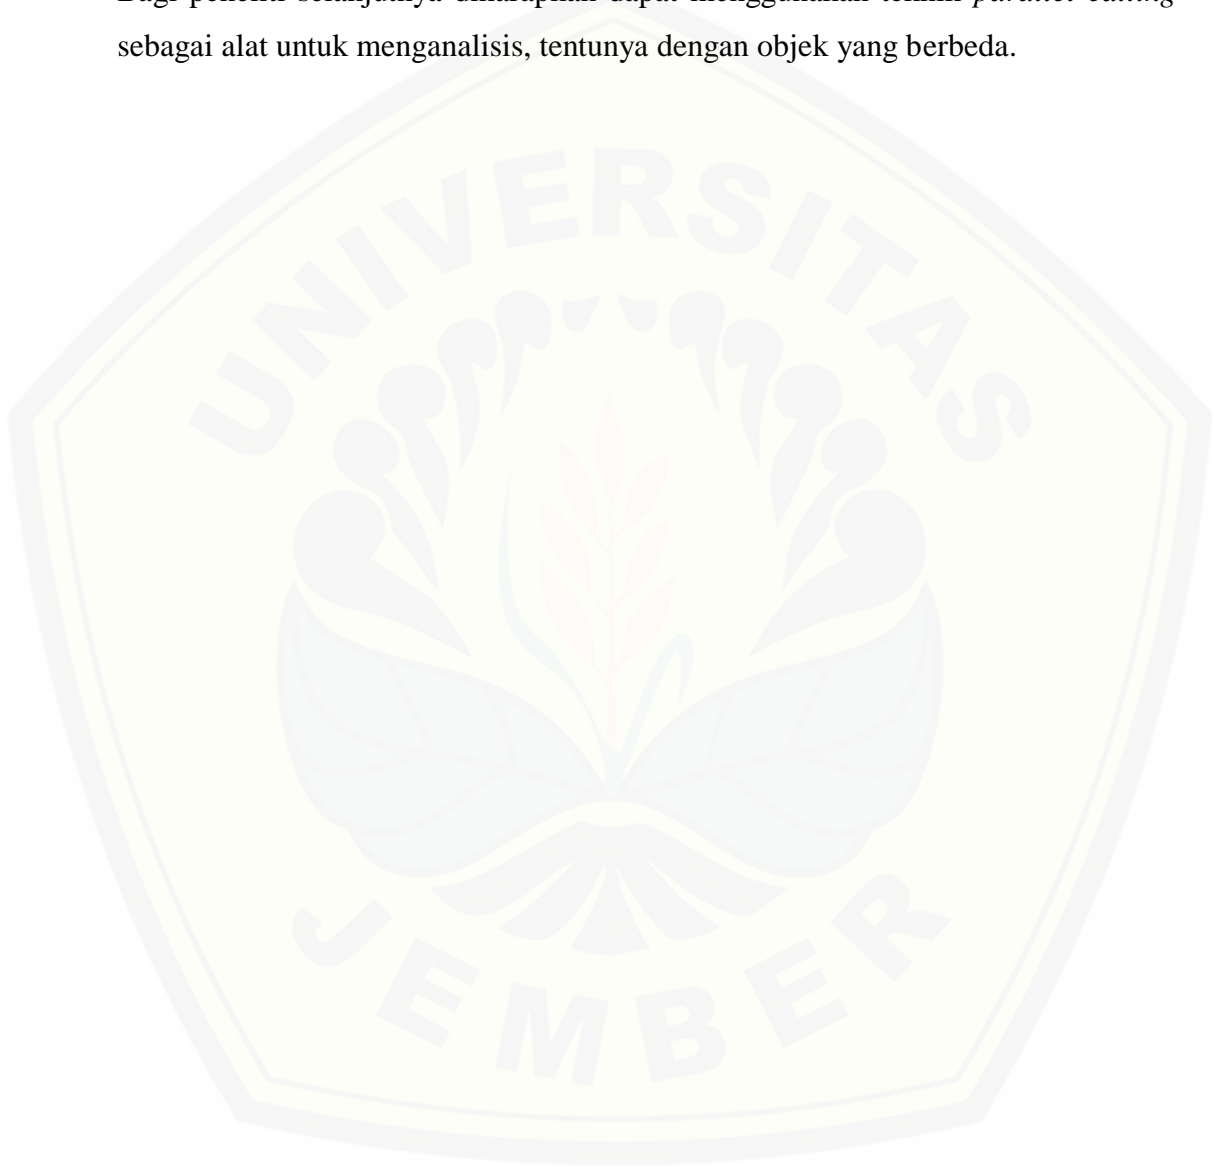 Bagi peneliti selanjutnya diharapkan dapat menggunakan teknik parallel editing
sebagai alat untuk menganalisis, tentunya dengan objek yang berbeda.
UNIVERSITAS
JEMBER